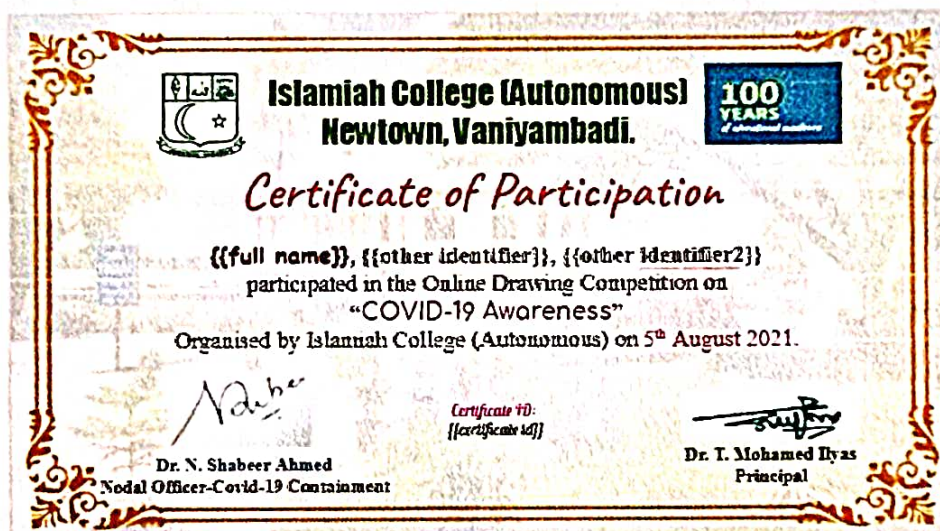 Islamiah College (Autonomous)
Newtown, Vaniyambadi.
100
YEARS
Certificate of Participation
{{full name}}, {{other identifier}}, {{other identifier2}}
participated in the Online Drawing Competition on
“COVID-19 Awareness”
Organised by Islamiah College (Autonomous) on 5th August 2021.
Certificate ID:
{{certificate id}}
Dr. N. Shabeer Ahmed
Nodal Officer-Covid-19 Containment
Dr. T. Mohamed Ilyas
Principal